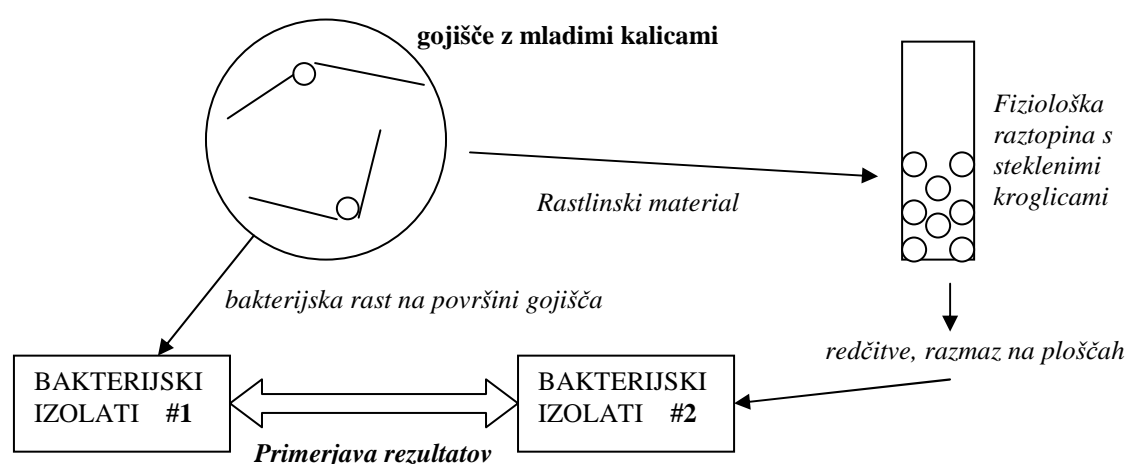 gojišče z mladimi kalicami
Fiziološka
raztopina s
steklenimi
kroglicami
Rastlinski material
bakterijska rast na površini gojišča
redčitve, razmaz na ploščah
BAKTERIJSKI
IZOLATI #1
BAKTERIJSKI
IZOLATI #2
Primerjava rezultatov